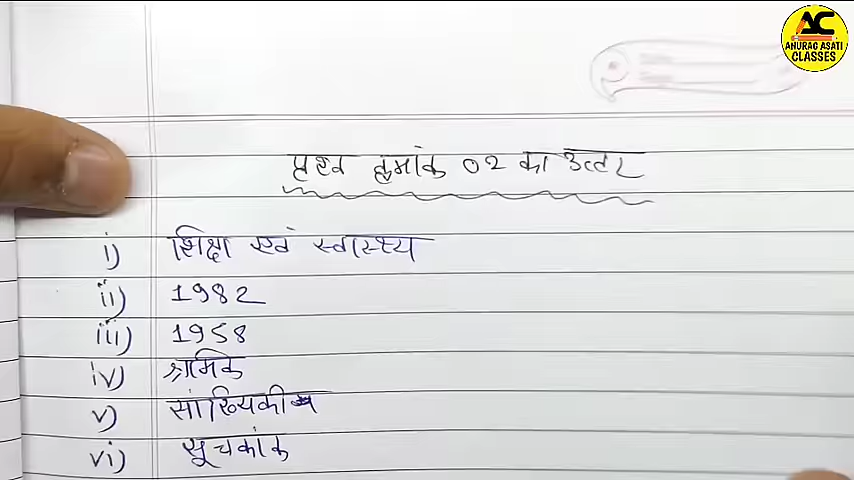 AC
ANURAG ASATI
CLASSES
प्रश्न क्रमांक 02 का उत्तर
i) शिक्षा एवं स्वास्थ्य
ii) 1982
iii) 1958
iv) श्रमिक
v) सांख्यिकी
vi) सूचकांक